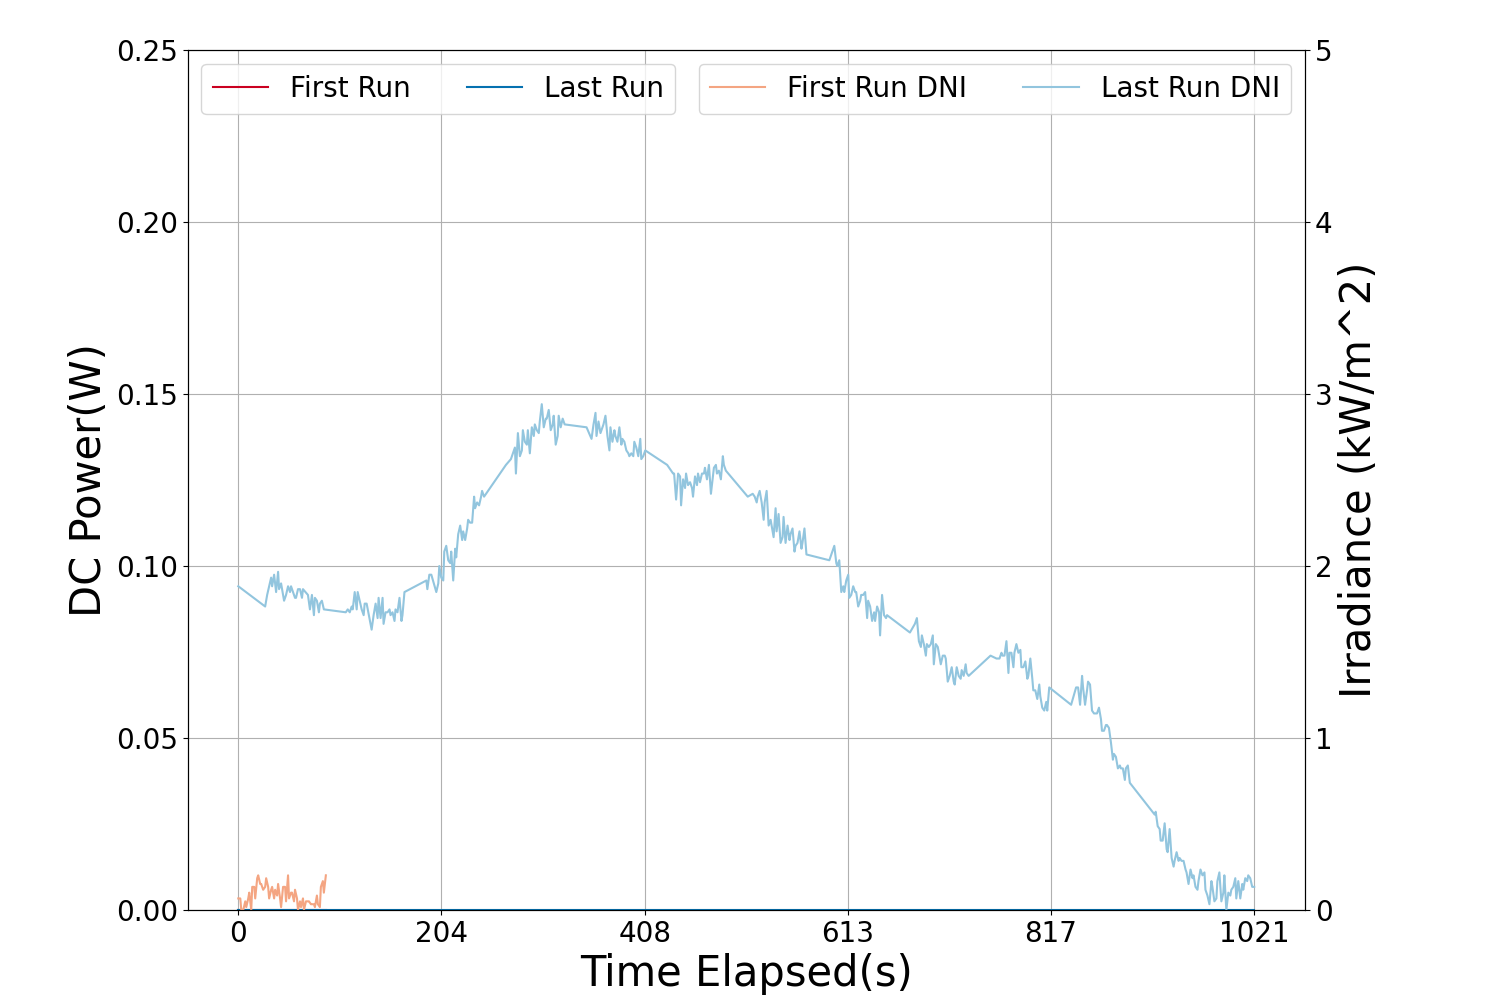 First Run
Last Run
First Run DNI
Last Run DNI
DC Power(W)
0.25
0.20
0.15
0.10
0.05
0.00
5
4
3
2
1
0
Irradiance (kW/m^2)
0 204 408 613 817 1021
Time Elapsed(s)